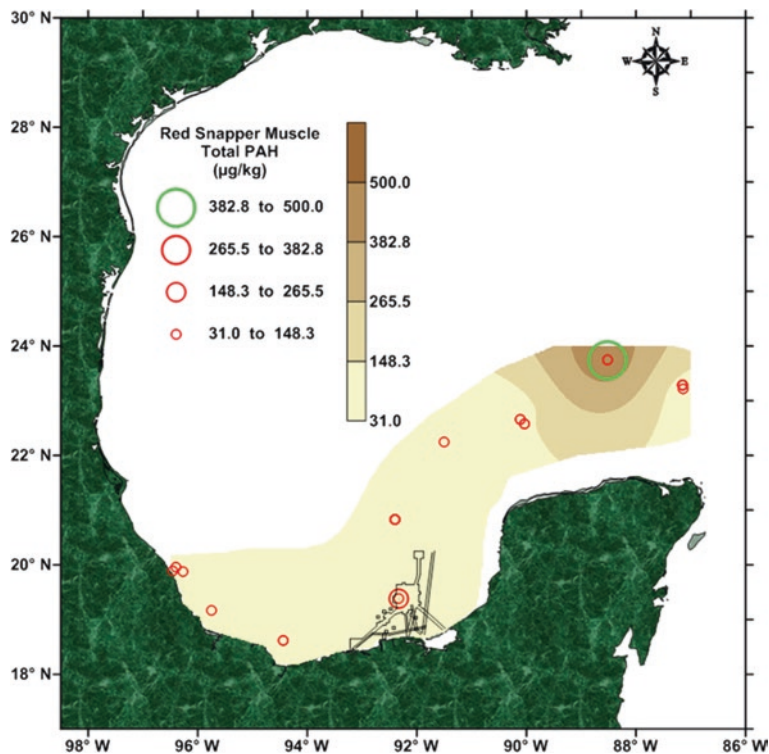 30° N
28° N
26° N
24° N
22° N
20° N
18° N
N
W E
S
Red Snapper Muscle
Total PAH
(µg/kg)
382.8 to 500.0
265.5 to 382.8
148.3 to 265.5
31.0 to 148.3
500.0
382.8
265.5
148.3
31.0
98° W 96° W 94° W 92° W 90° W 88° W 86° W